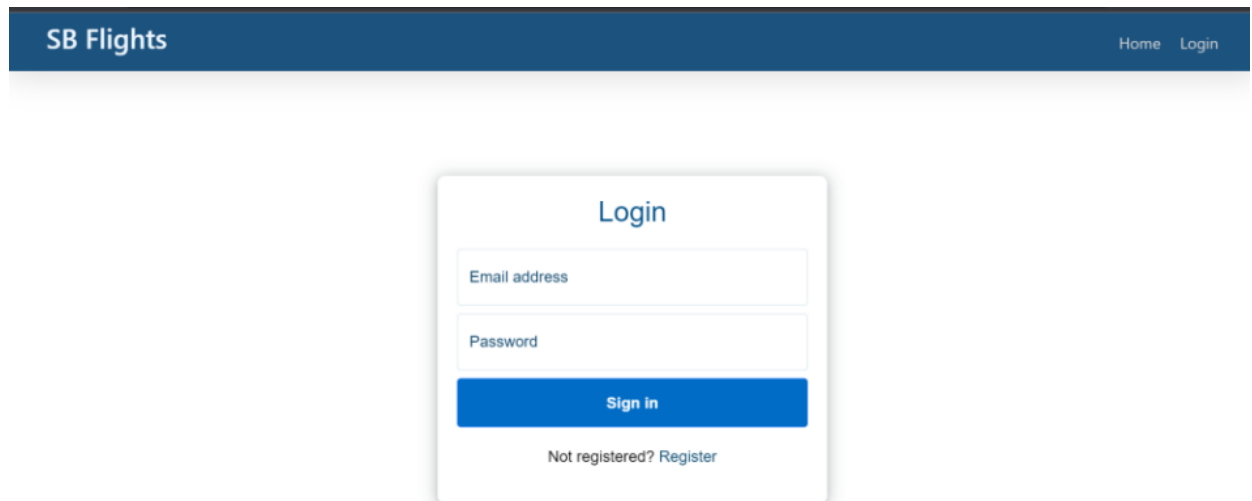 SB Flights
Home Login
Login
Email address
Password
Sign in
Not registered? Register